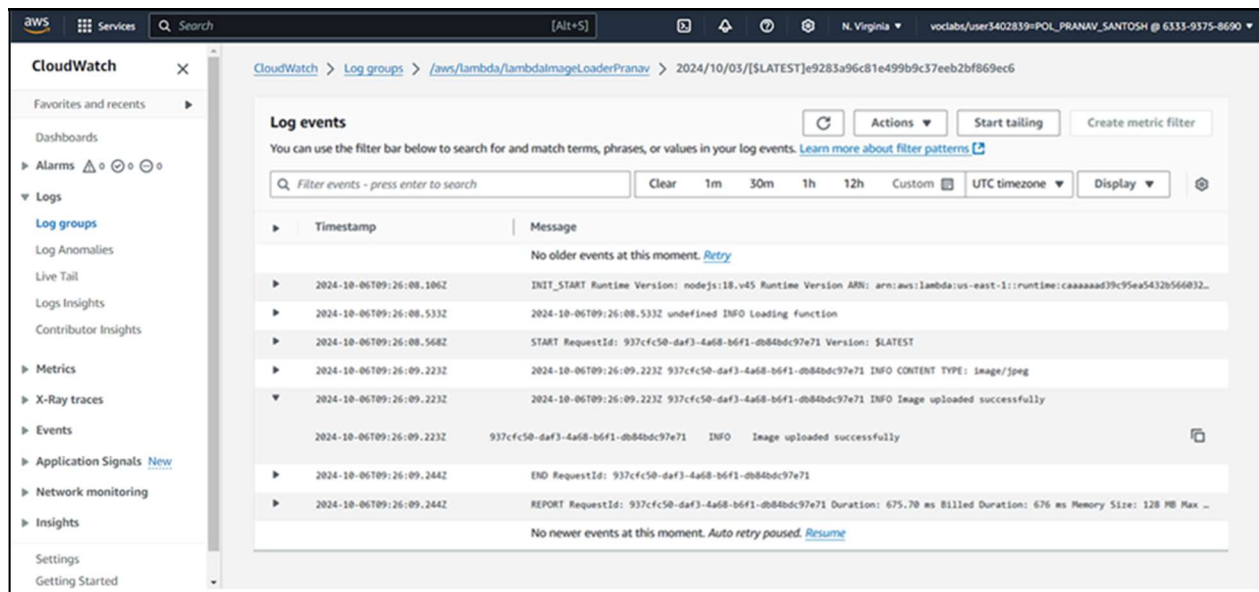 aws Services Search [Alt+S] N. Virginia voclabs/user3402839=POL_PRANAV_SANTOSH @ 6333-9375-8690
CloudWatch
Favorites and recents
Dashboards
Alarms 0 0 0
Logs
Log groups
Log Anomalies
Live Tail
Logs Insights
Contributor Insights
Metrics
X-Ray traces
Events
Application Signals New
Network monitoring
Insights
Settings
Getting Started
CloudWatch > Log groups > /aws/lambda/lambdaImageLoaderPranav > 2024/10/03/[$LATEST]e9283a96c81e499b9c37eeb2bf869ec6
Log events
Actions Start tailing Create metric filter
You can use the filter bar below to search for and match terms, phrases, or values in your log events. Learn more about filter patterns
Filter events - press enter to search Clear 1m 30m 1h 12h Custom UTC timezone Display
Timestamp Message
No older events at this moment. Retry
2024-10-06T09:26:08.106Z INIT_START Runtime Version: nodejs:18.v45 Runtime Version ARN: arn:aws:lambda:us-east-1::runtime:caaaaaad39c95ea5432b566032…
2024-10-06T09:26:08.533Z 2024-10-06T09:26:08.533Z undefined INFO Loading function
2024-10-06T09:26:08.568Z START RequestId: 937cfc50-daf3-4a68-b6f1-db84bdc97e71 Version: $LATEST
2024-10-06T09:26:09.223Z 2024-10-06T09:26:09.223Z 937cfc50-daf3-4a68-b6f1-db84bdc97e71 INFO CONTENT TYPE: image/jpeg
2024-10-06T09:26:09.223Z 2024-10-06T09:26:09.223Z 937cfc50-daf3-4a68-b6f1-db84bdc97e71 INFO Image uploaded successfully
2024-10-06T09:26:09.223Z 937cfc50-daf3-4a68-b6f1-db84bdc97e71 INFO Image uploaded successfully
2024-10-06T09:26:09.244Z END RequestId: 937cfc50-daf3-4a68-b6f1-db84bdc97e71
2024-10-06T09:26:09.244Z REPORT RequestId: 937cfc50-daf3-4a68-b6f1-db84bdc97e71 Duration: 675.70 ms Billed Duration: 676 ms Memory Size: 128 MB Max …
No newer events at this moment. Auto retry paused. Resume